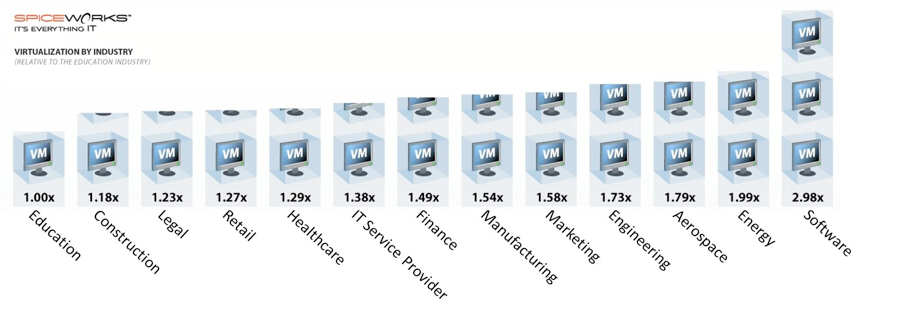 SPICEWORKS™
IT'S EVERYTHING IT
VIRTUALIZATION BY INDUSTRY
(RELATIVE TO THE EDUCATION INDUSTRY)
VM
VM VM VM VM VM VM
VM VM VM VM VM VM VM VM VM VM VM VM VM
1.00x 1.18x 1.23x 1.27x 1.29x 1.38x 1.49x 1.54x 1.58x 1.73x 1.79x 1.99x 2.98x
Education Construction Legal Retail Healthcare IT Service Provider Finance Manufacturing Marketing Engineering Aerospace Energy Software